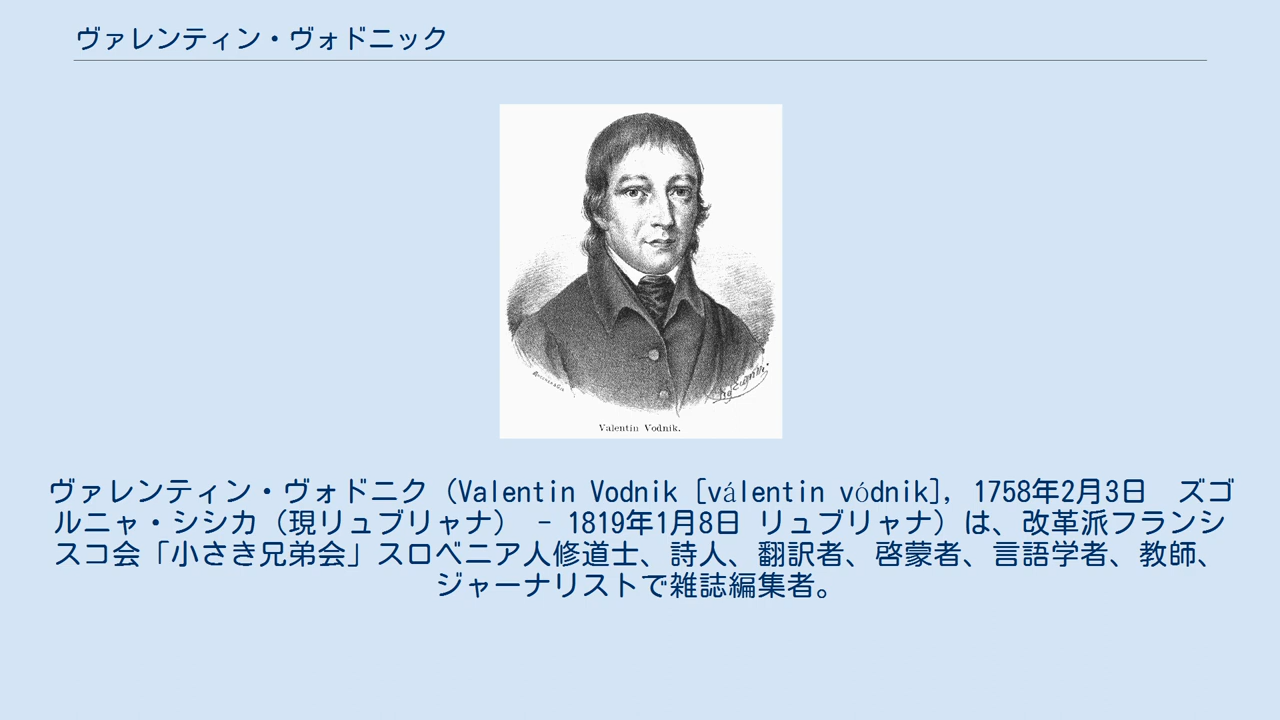 ヴァレンティン・ヴォドニック
Valentin Vodnik.
ヴァレンティン・ヴォドニク（Valentin Vodnik [válentin vódnik], 1758年2月3日　ズゴ
ルニャ・シシカ（現リュブリャナ） - 1819年1月8日 リュブリャナ）は、改革派フランシ
スコ会「小さき兄弟会」スロベニア人修道士、詩人、翻訳者、啓蒙者、言語学者、教師、
ジャーナリストで雑誌編集者。